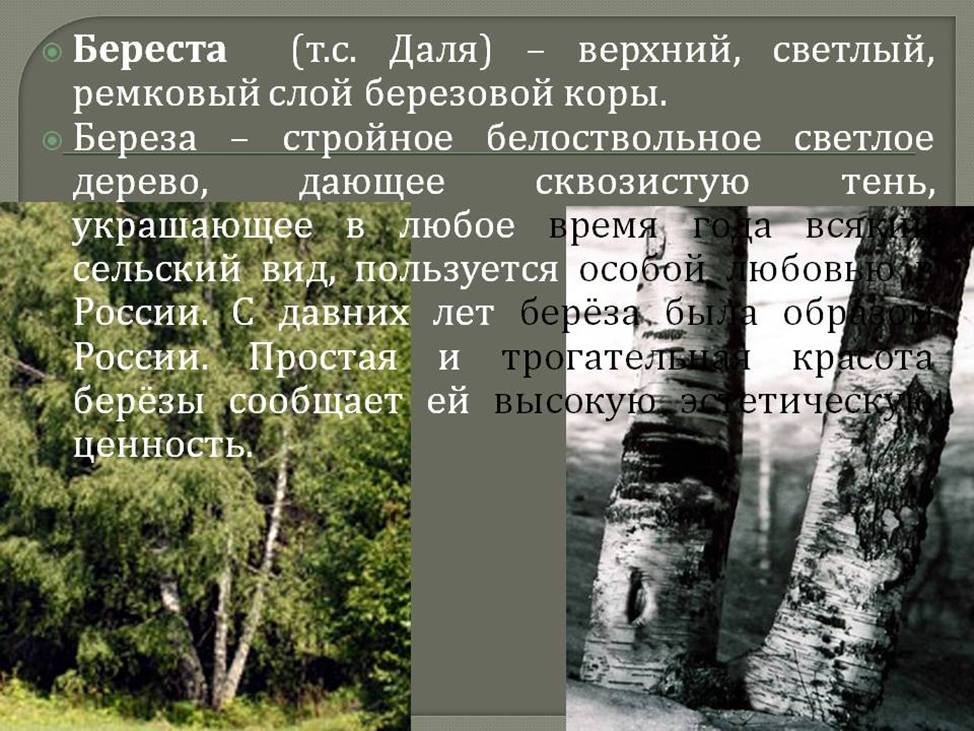 Береста (т.с. Даля) – верхний, светлый,
ремковый слой березовой коры.
Береза – стройное белоствольное светлое
дерево, дающее сквозистую тень,
украшающее в любое время года всякий
сельский вид, пользуется особой любовью в
России. С давних лет берёза была образом
России. Простая и трогательная красота
берёзы сообщает ей высокую эстетическую
ценность.